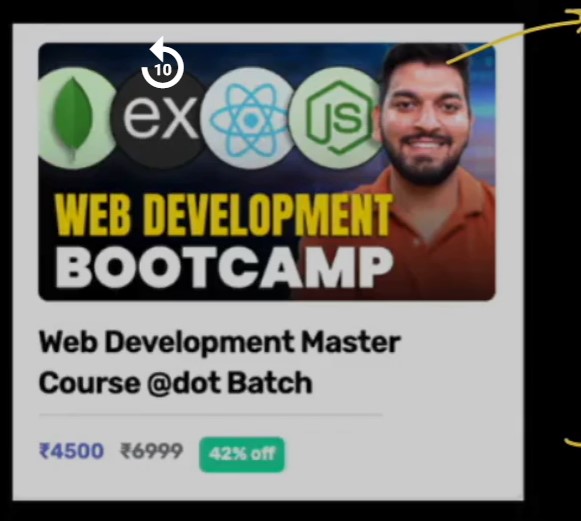 10
ex
JS
WEB DEVELOPMENT
BOOTCAMP
Web Development Master
Course @dot Batch
₹4500 ₹6999 42% off